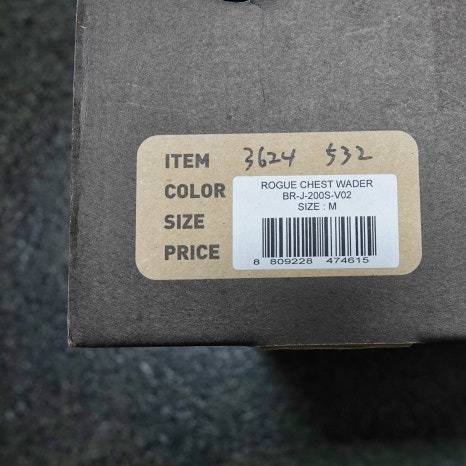 ITEM 3624 532
COLOR
SIZE
PRICE
ROGUE CHEST WADER
BR-J-200S-V02
SIZE : M
8 809228 474615